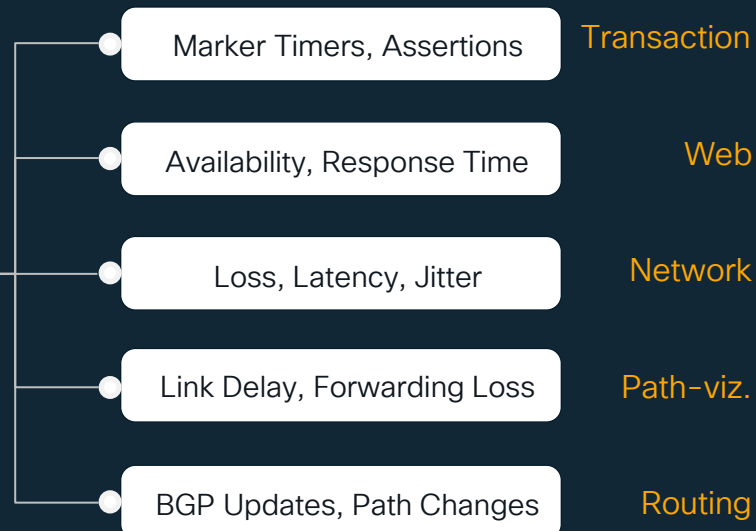 Marker Timers, Assertions
Transaction
Availability, Response Time
Web
Loss, Latency, Jitter
Network
Link Delay, Forwarding Loss
Path-viz.
BGP Updates, Path Changes
Routing